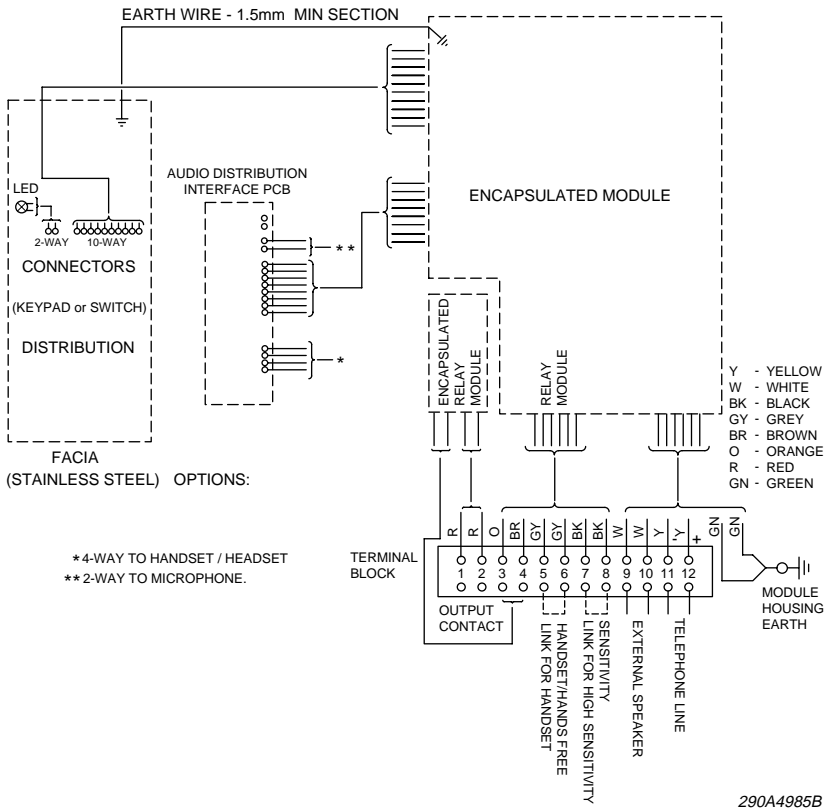 EARTH WIRE - 1.5mm MIN SECTION
LED
2-WAY
10-WAY
CONNECTORS
(KEYPAD or SWITCH)
DISTRIBUTION
FACIA
(STAINLESS STEEL)
AUDIO DISTRIBUTION
INTERFACE PCB
**
*
ENCAPSULATED MODULE
ENCAPSULATED
RELAY
MODULE
RELAY
MODULE
Y - YELLOW
W - WHITE
BK - BLACK
GY - GREY
BR - BROWN
O - ORANGE
R - RED
GN - GREEN
OPTIONS:
* 4-WAY TO HANDSET / HEADSET
** 2-WAY TO MICROPHONE.
TERMINAL
BLOCK
R R O BR GY GY BK BK W W Y - Y + GN GN
1 2 3 4 5 6 7 8 9 10 11 12
OUTPUT
CONTACT
HANDSET/HANDS FREE
LINK FOR HANDSET
SENSITIVITY
LINK FOR HIGH SENSITIVITY
EXTERNAL SPEAKER
TELEPHONE LINE
MODULE
HOUSING
EARTH
290A4985B